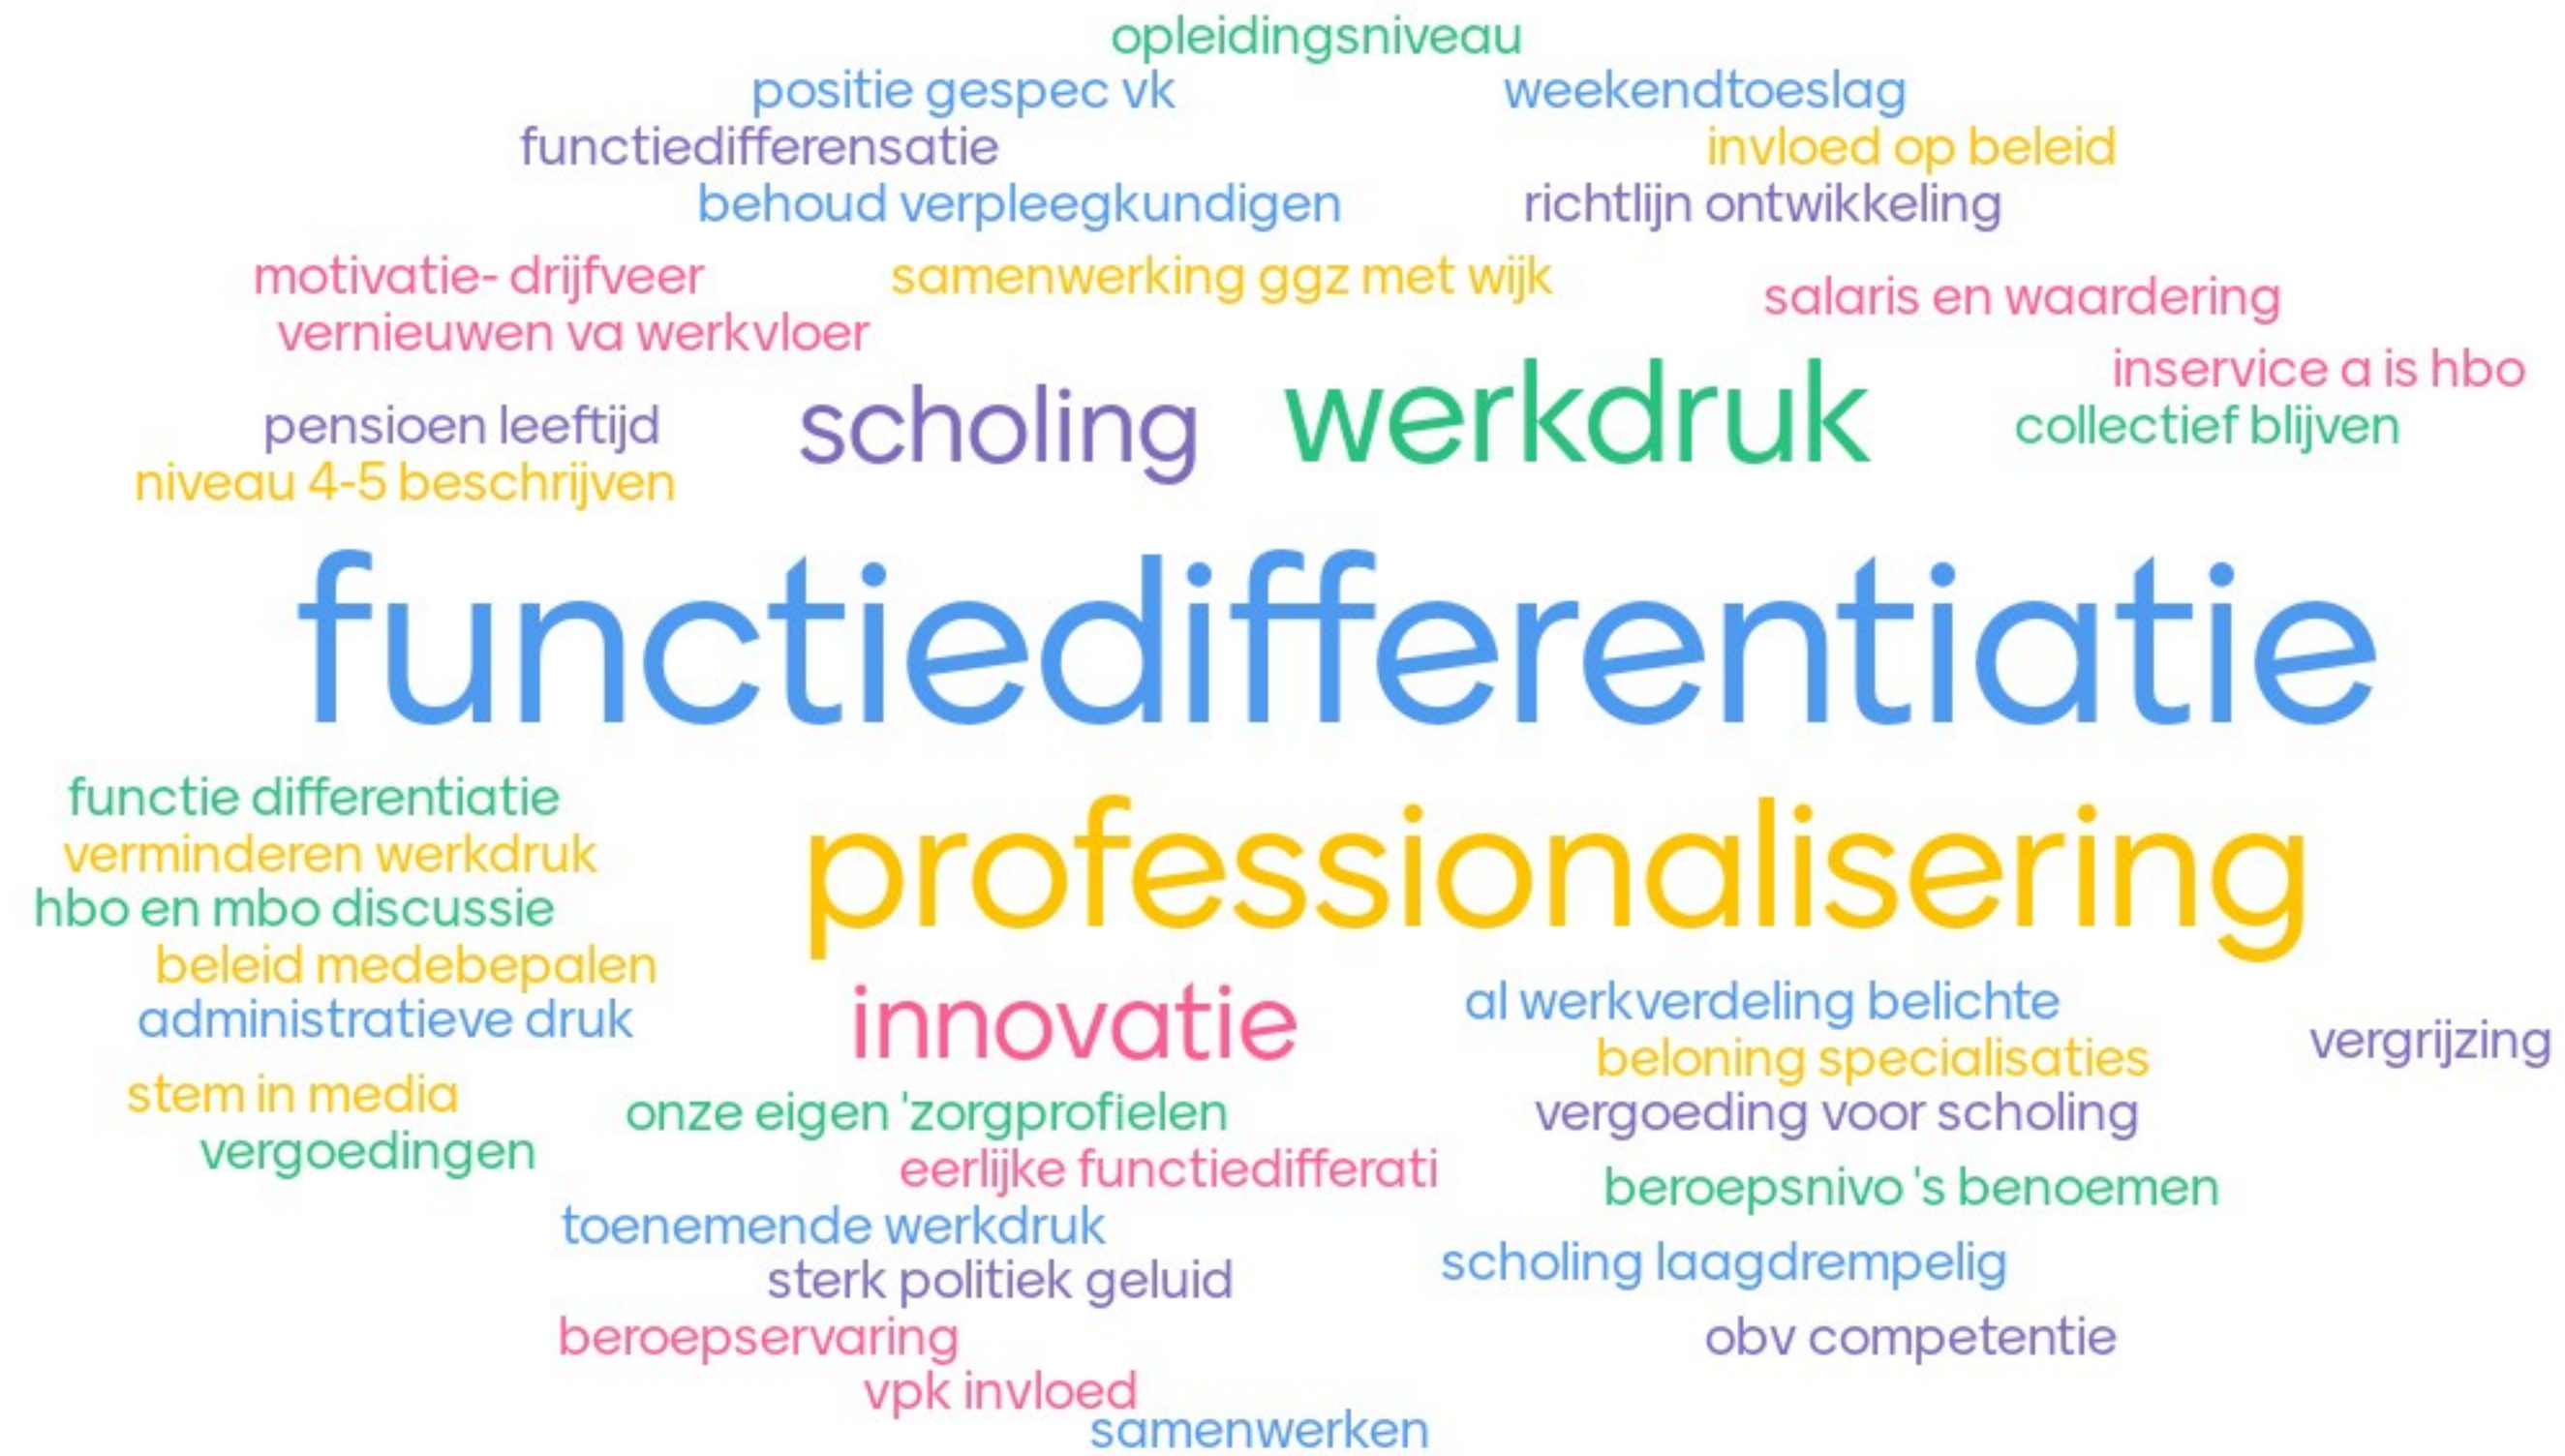 opleidingsniveau
positie gespec vk
weekendtoeslag
functiedifferensatie
invloed op beleid
behoud verpleegkundigen
richtlijn ontwikkeling
motivatie- drijfveer
samenwerking ggz met wijk
salaris en waardering
vernieuwen va werkvloer
inservice a is hbo
scholing
werkdruk
pensioen leeftijd
collectief blijven
niveau 4-5 beschrijven
functiedifferentiatie
functie differentiatie
professionalisering
verminderen werkdruk
hbo en mbo discussie
beleid medebepalen
innovatie
al werkverdeling belichte
administratieve druk
vergrijzing
beloning specialisaties
stem in media
onze eigen 'zorgprofielen
vergoeding voor scholing
vergoedingen
eerlijke functiedifferati
beroepsnivo 's benoemen
toenemende werkdruk
scholing laagdrempelig
sterk politiek geluid
beroepservaring
obv competentie
vpk invloed
samenwerken